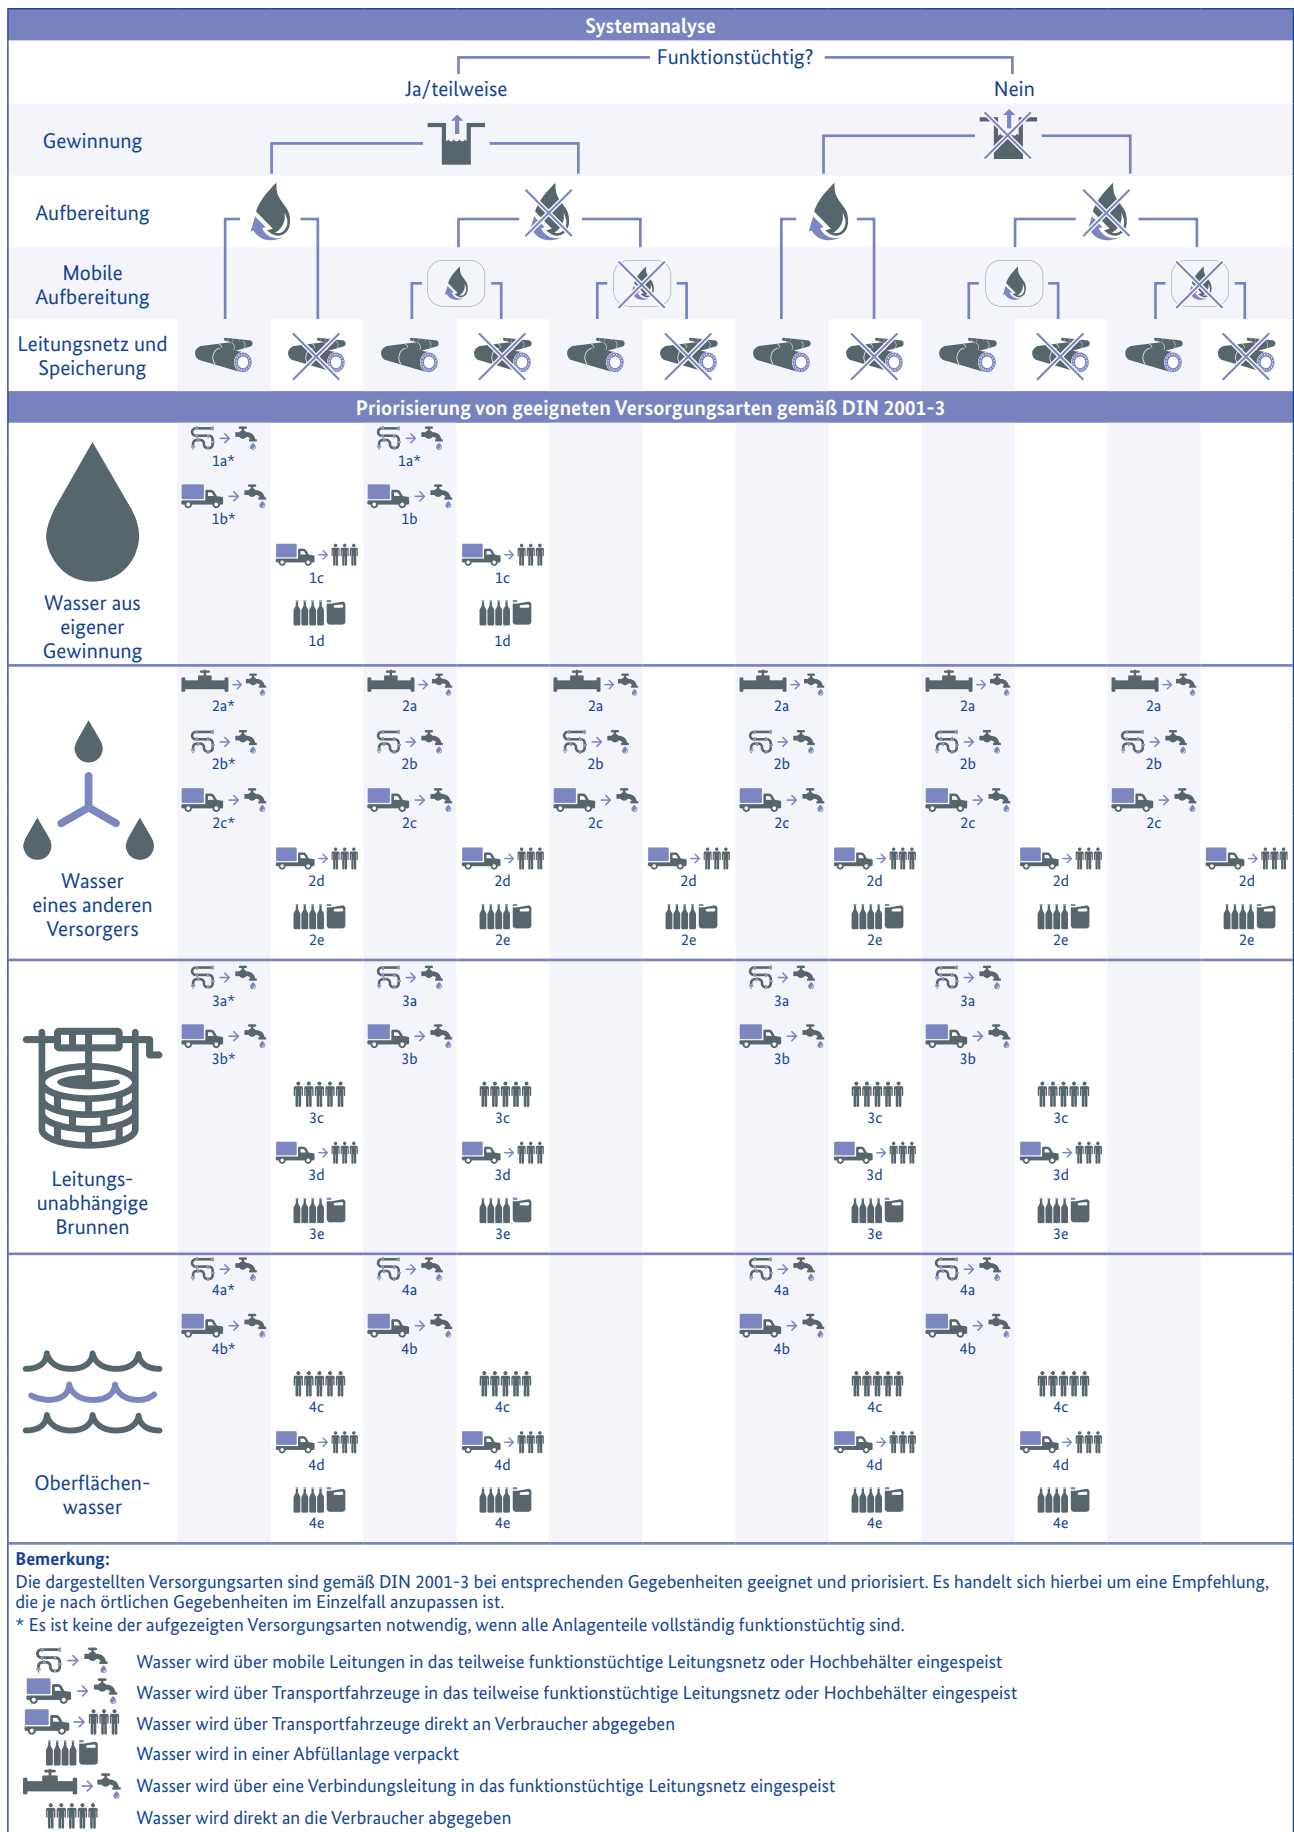 Systemanalyse
Funktionstüchtig?
Ja/teilweise
Nein
Gewinnung
Aufbereitung
Mobile
Aufbereitung
Leitungsnetz und
Speicherung
Priorisierung von geeigneten Versorgungsarten gemäß DIN 2001-3
1a* 1a*
1b* 1b
1c 1c
1d 1d
Wasser aus
eigener
Gewinnung
2a* 2a 2a 2a 2a 2a
2b* 2b 2b 2b 2b 2b
2c* 2c 2c 2c 2c 2c
2d 2d 2d 2d 2d 2d
2e 2e 2e 2e 2e 2e
Wasser
eines anderen
Versorgers
3a* 3a 3a 3a
3b* 3b 3b 3b
3c 3c 3c 3c
3d 3d 3d 3d
3e 3e 3e 3e
Leitungs-
unabhängige
Brunnen
4a* 4a 4a 4a
4b* 4b 4b 4b
4c 4c 4c 4c
4d 4d 4d 4d
4e 4e 4e 4e
Oberflächen-
wasser
Bemerkung:
Die dargestellten Versorgungsarten sind gemäß DIN 2001-3 bei entsprechenden Gegebenheiten geeignet und priorisiert. Es handelt sich hierbei um eine Empfehlung,
die je nach örtlichen Gegebenheiten im Einzelfall anzupassen ist.
* Es ist keine der aufgezeigten Versorgungsarten notwendig, wenn alle Anlagenteile vollständig funktionstüchtig sind.
Wasser wird über mobile Leitungen in das teilweise funktionstüchtige Leitungsnetz oder Hochbehälter eingespeist
Wasser wird über Transportfahrzeuge in das teilweise funktionstüchtige Leitungsnetz oder Hochbehälter eingespeist
Wasser wird über Transportfahrzeuge direkt an Verbraucher abgegeben
Wasser wird in einer Abfüllanlage verpackt
Wasser wird über eine Verbindungsleitung in das funktionstüchtige Leitungsnetz eingespeist
Wasser wird direkt an die Verbraucher abgegeben